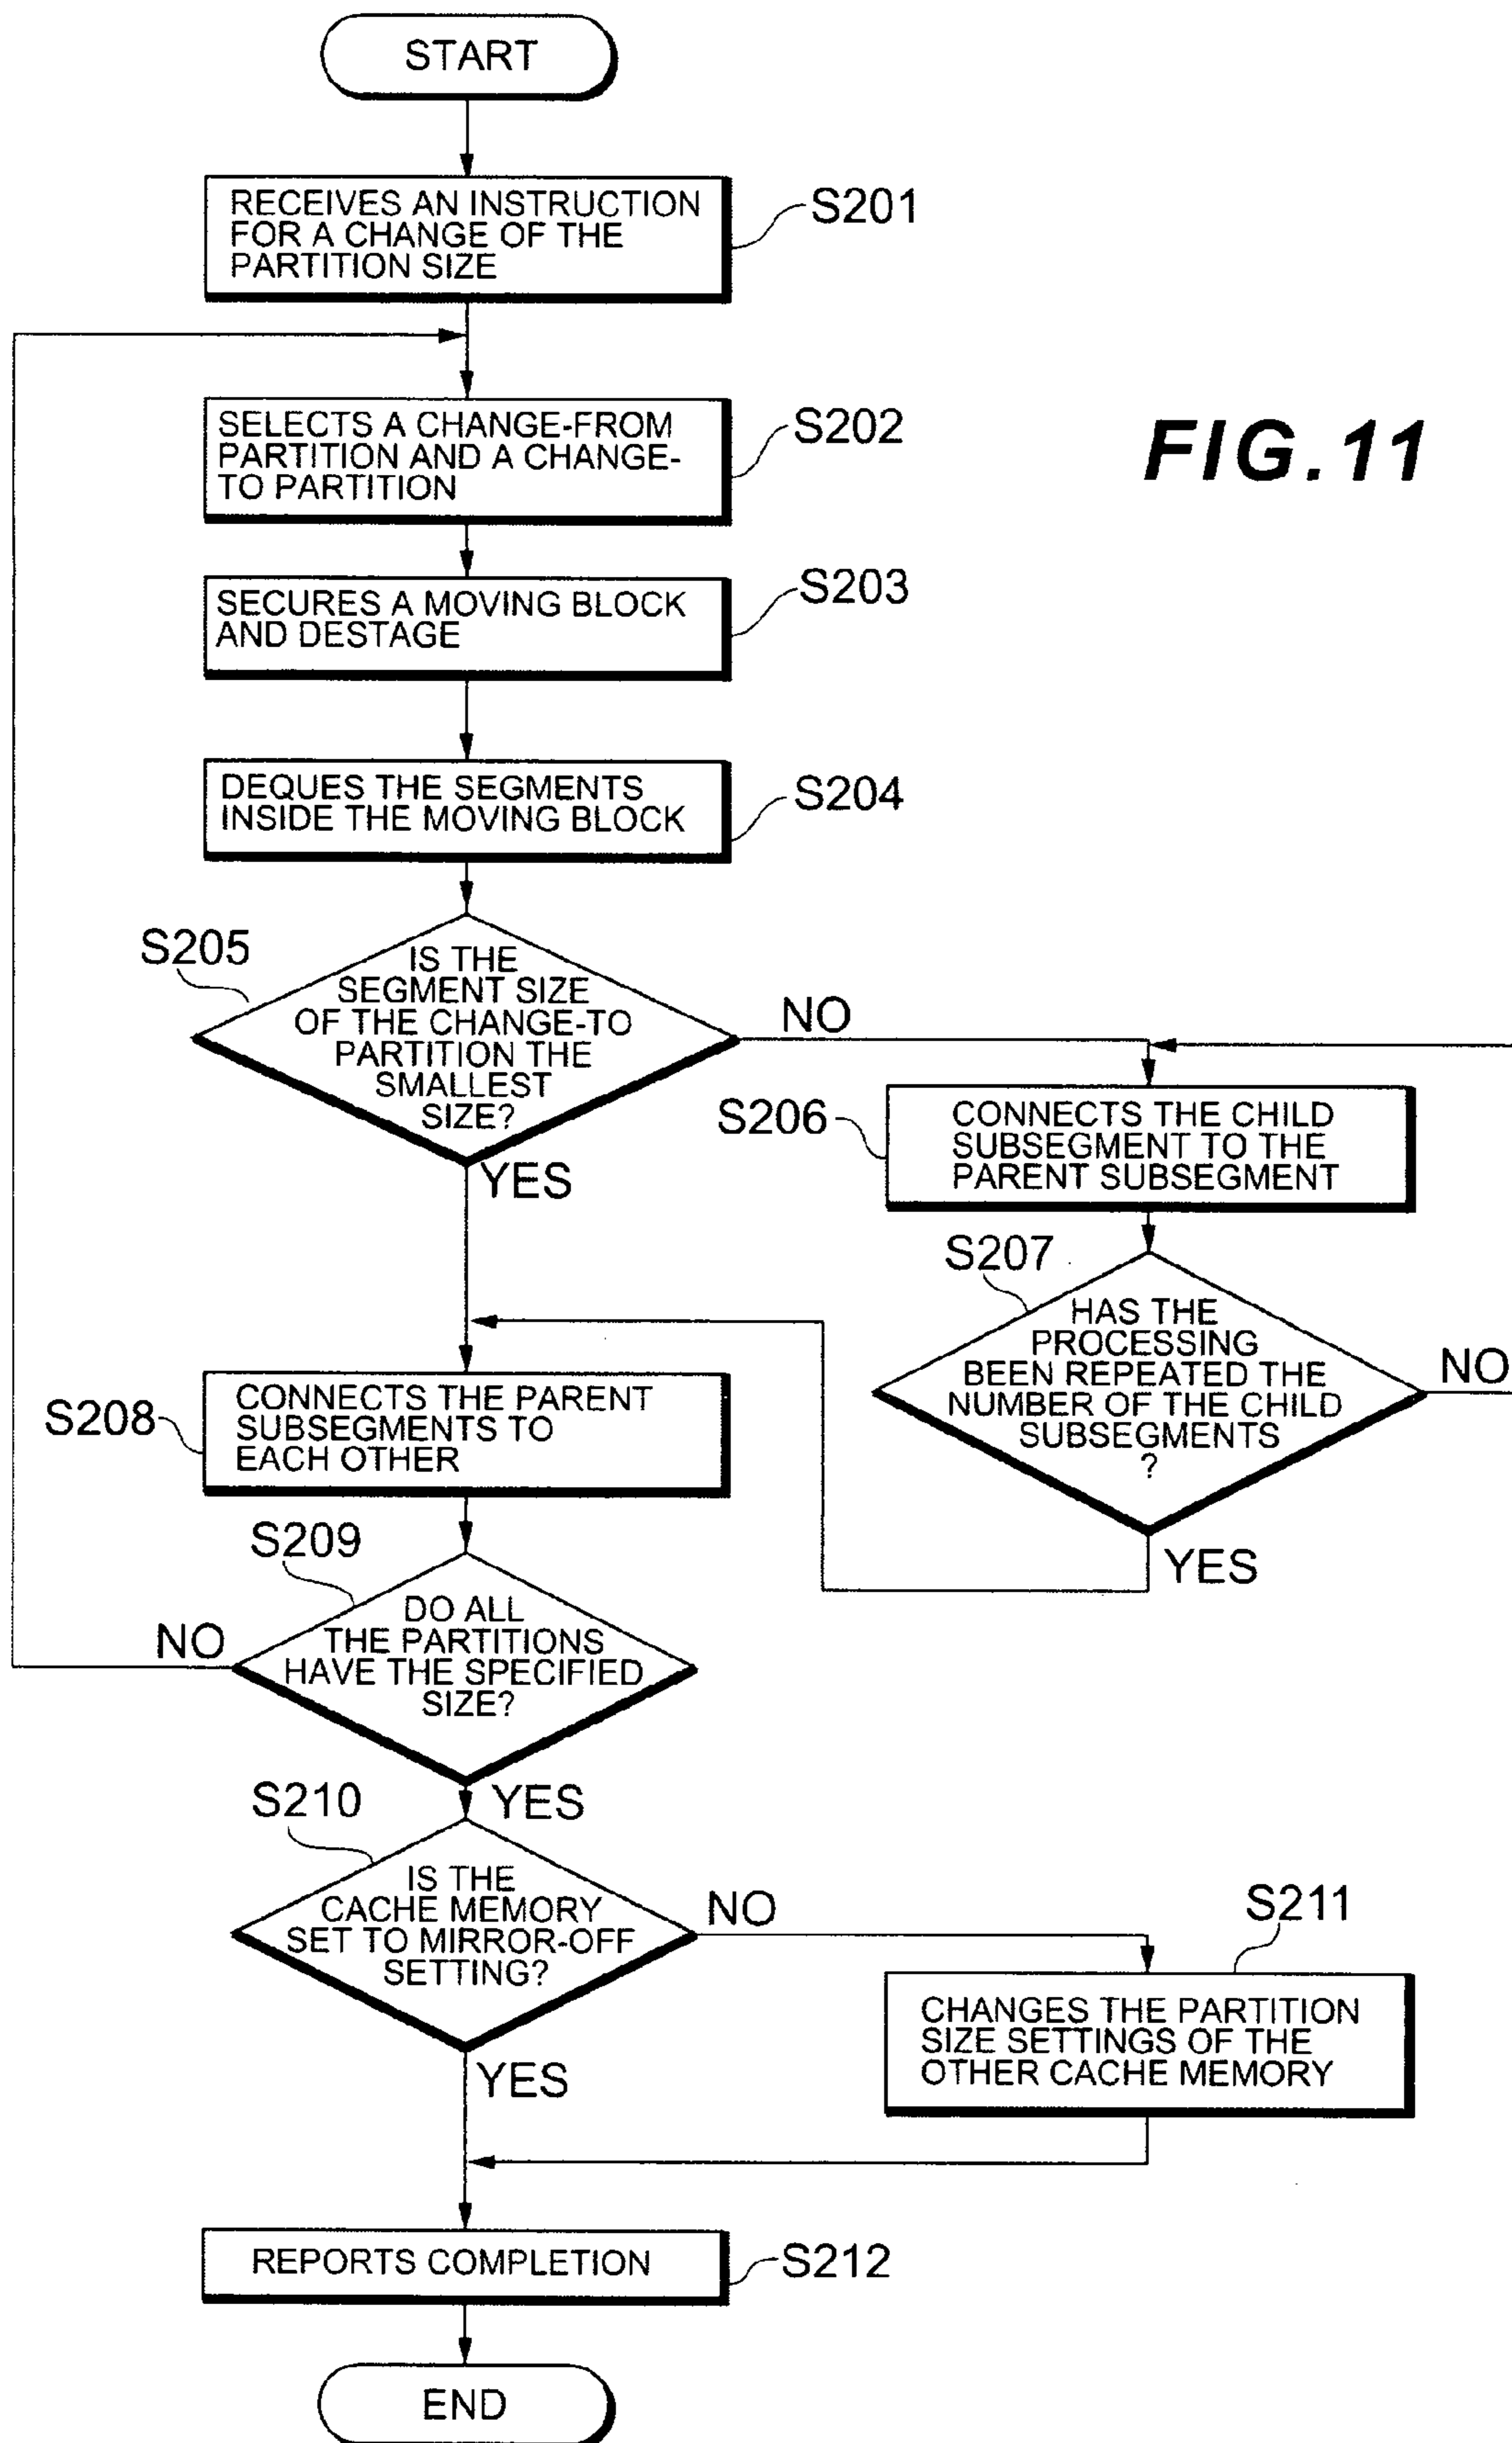 START
RECEIVES AN INSTRUCTION
FOR A CHANGE OF THE
PARTITION SIZE
S201
SELECTS A CHANGE-FROM
PARTITION AND A CHANGE-
TO PARTITION
S202
FIG.11
SECURES A MOVING BLOCK
AND DESTAGE
S203
DEQUES THE SEGMENTS
INSIDE THE MOVING BLOCK
S204
S205
IS THE
SEGMENT SIZE
OF THE CHANGE-TO
PARTITION THE
SMALLEST
SIZE?
NO
YES
S206
CONNECTS THE CHILD
SUBSEGMENT TO THE
PARENT SUBSEGMENT
S207
HAS THE
PROCESSING
BEEN REPEATED THE
NUMBER OF THE CHILD
SUBSEGMENTS
?
NO
YES
S208
CONNECTS THE PARENT
SUBSEGMENTS TO
EACH OTHER
S209
DO ALL
THE PARTITIONS
HAVE THE SPECIFIED
SIZE?
NO
YES
S210
IS THE
CACHE MEMORY
SET TO MIRROR-OFF
SETTING?
NO
YES
S211
CHANGES THE PARTITION
SIZE SETTINGS OF THE
OTHER CACHE MEMORY
REPORTS COMPLETION
S212
END